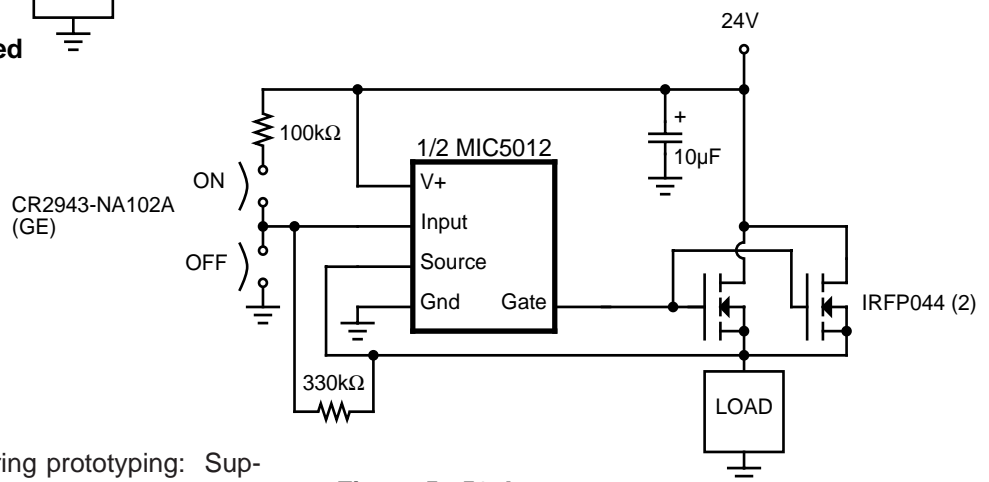 ed
24V
100kΩ
+
10µF
1/2 MIC5012
ON
V+
CR2943-NA102A
(GE)
Input
OFF
Source
Gnd
Gate
IRFP044 (2)
330kΩ
LOAD
ring prototyping: Sup-